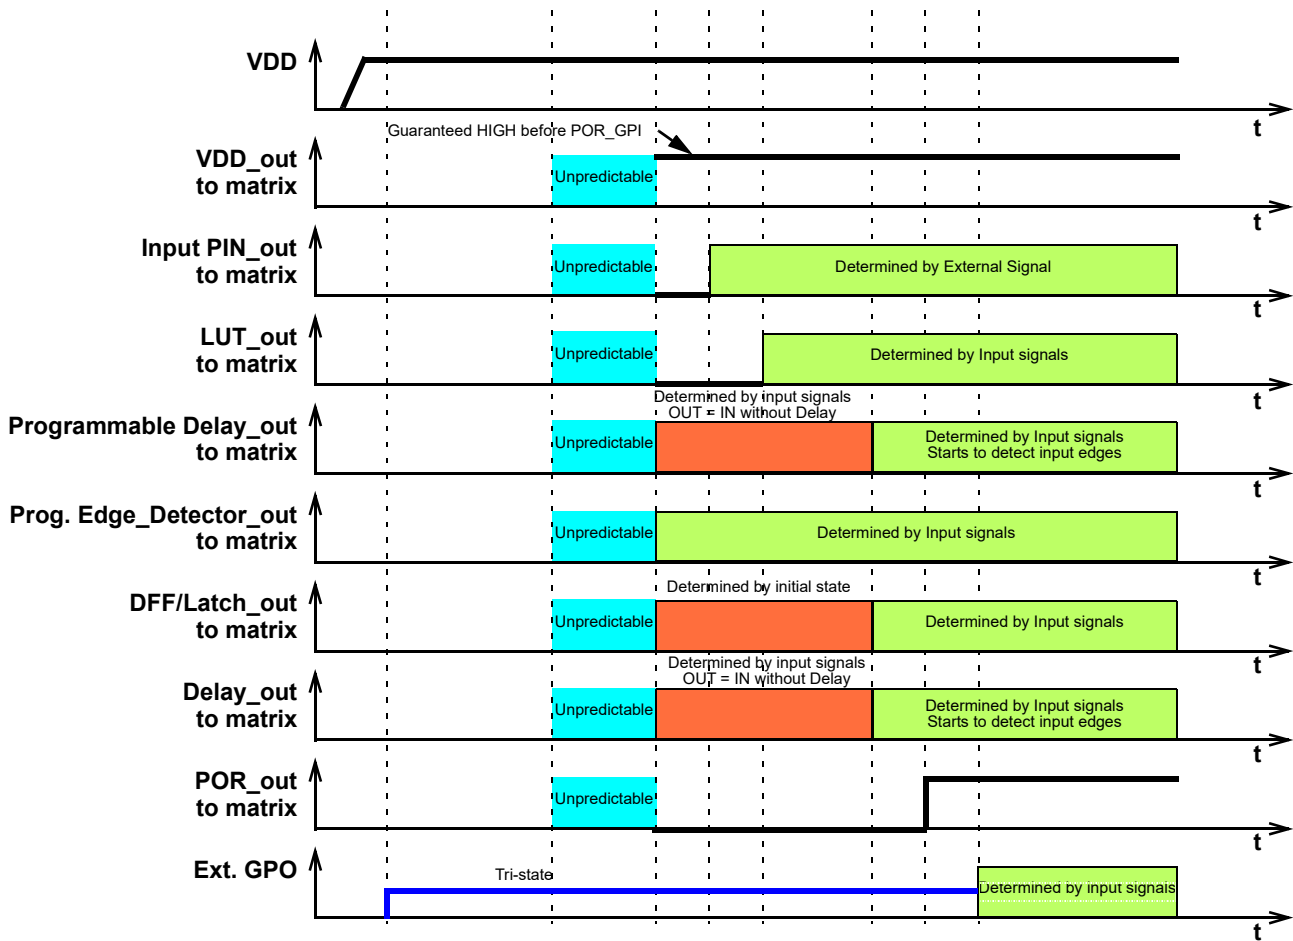 VDD
t
Guaranteed HIGH before POR_GPI
VDD_out
to matrix
Unpredictable
t
Input PIN_out
to matrix
Unpredictable
Determined by External Signal
t
LUT_out
to matrix
Unpredictable
Determined by Input signals
t
Determined by input signals
OUT = IN without Delay
Programmable Delay_out
to matrix
Unpredictable
Determined by Input signals
Starts to detect input edges
t
Prog. Edge_Detector_out
to matrix
Unpredictable
Determined by Input signals
t
Determined by initial state
DFF/Latch_out
to matrix
Unpredictable
Determined by Input signals
t
Determined by input signals
OUT = IN without Delay
Delay_out
to matrix
Unpredictable
Determined by Input signals
Starts to detect input edges
t
POR_out
to matrix
Unpredictable
t
Ext. GPO
Tri-state
Determined by input signals
t